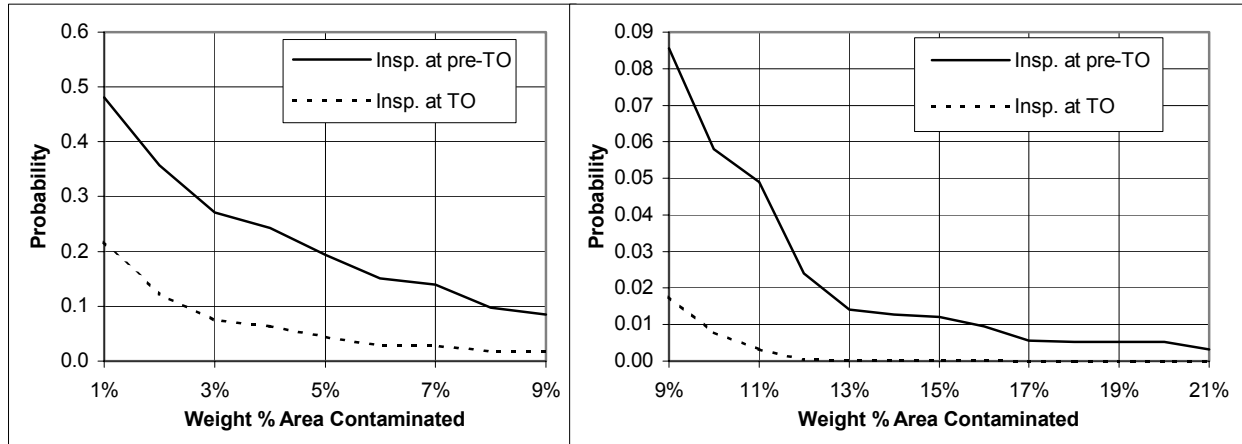 0.6
0.5
0.4
0.3
0.2
0.1
0.0
Probability
Insp. at pre-TO
Insp. at TO
1% 3% 5% 7% 9%
Weight % Area Contaminated
0.09
0.08
0.07
0.06
0.05
0.04
0.03
0.02
0.01
0.00
Probability
Insp. at pre-TO
Insp. at TO
9% 11% 13% 15% 17% 19% 21%
Weight % Area Contaminated